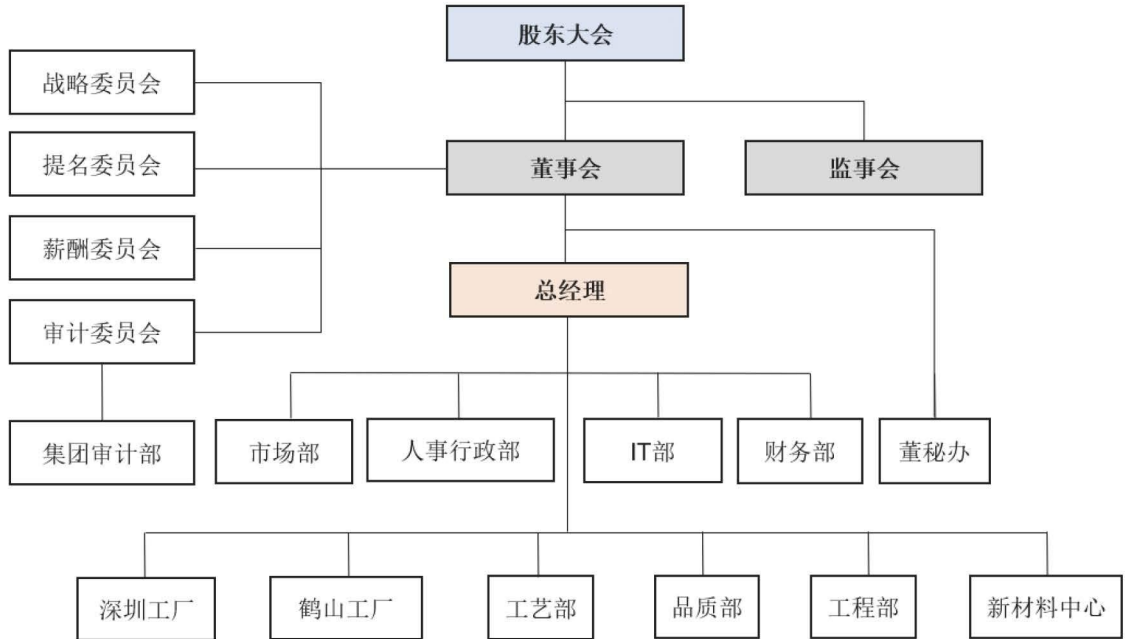 股东大会
战略委员会
提名委员会
董事会
监事会
薪酬委员会
总经理
审计委员会
集团审计部
市场部
人事行政部
IT部
财务部
董秘办
深圳工厂
鹤山工厂
工艺部
品质部
工程部
新材料中心